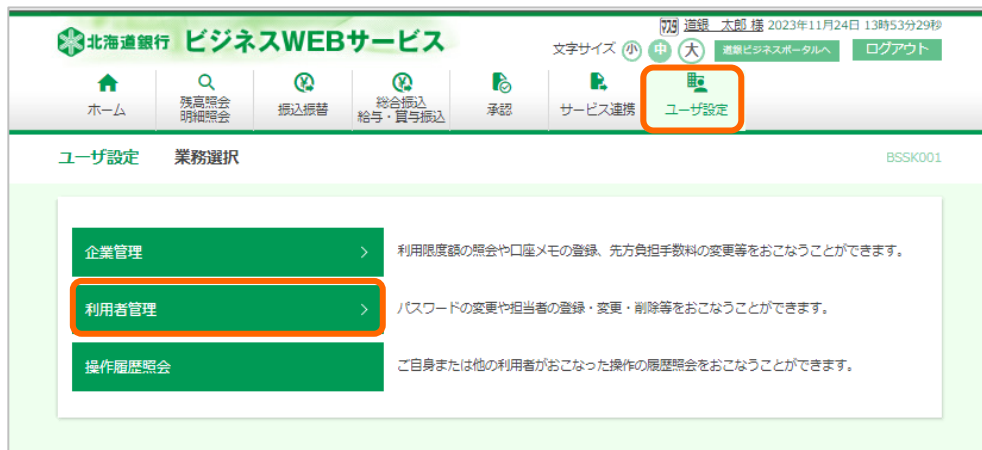 道銀 太郎 様 2023年11月24日 13時53分29秒
北海道銀行 ビジネスWEBサービス
文字サイズ 小 中 大 道銀ビジネスポータルへ ログアウト
ホーム
残高照会
明細照会
振込振替
総合振込
給与・賞与振込
承認
サービス連携
ユーザ設定
ユーザ設定 業務選択 BSSK001
企業管理 利用限度額の照会や口座メモの登録、先方負担手数料の変更等をおこなうことができます。
利用者管理 パスワードの変更や担当者の登録・変更・削除等をおこなうことができます。
操作履歴照会 ご自身または他の利用者がおこなった操作の履歴照会をおこなうことができます。